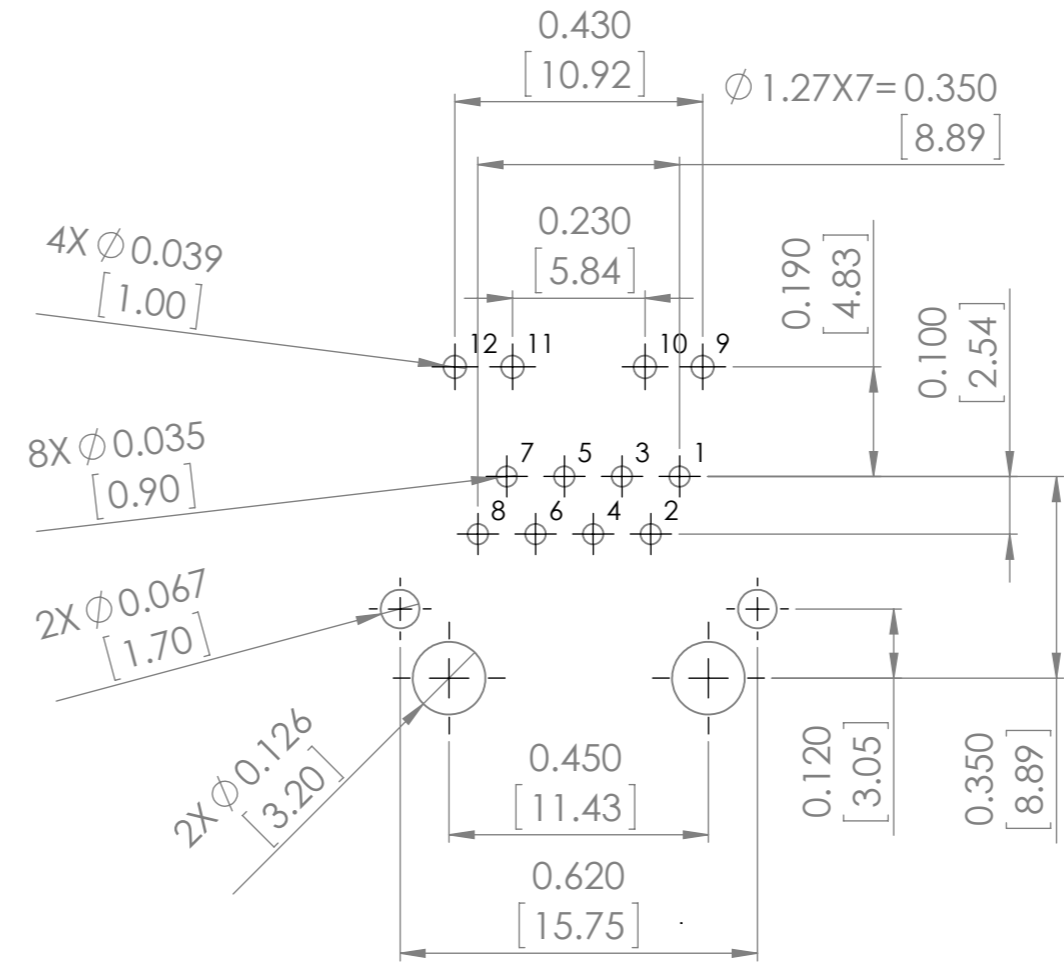 0.430
[10.92]
∅1.27X7=0.350
[8.89]
0.230
[5.84]
4X ∅0.039
[1.00]
0.190
[4.83]
0.100
[2.54]
12 11 10 9
8X ∅0.035
[0.90]
7 5 3 1
8 6 4 2
2X ∅0.067
[1.70]
2X ∅0.126
[3.20]
0.450
[11.43]
0.120
[3.05]
0.350
[8.89]
0.620
[15.75]